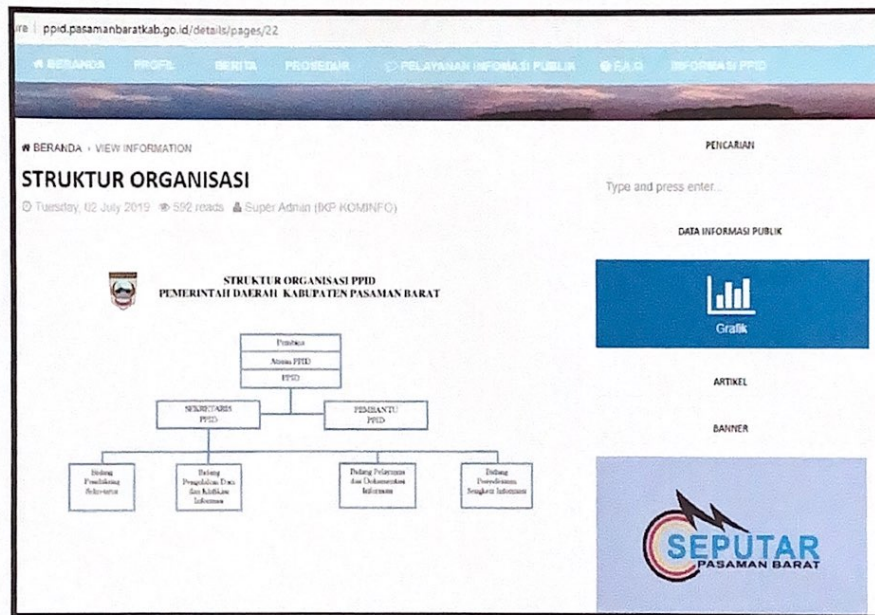 ire | ppid.pasamanbaratkab.go.id/details/pages/22
BERANDA PROFIL BERITA PROSEDUR PELAYANAN INFOMASI PUBLIK F.A.Q INFORMASI PPID
BERANDA › VIEW INFORMATION
STRUKTUR ORGANISASI
Tuesday, 02 July 2019 592 reads Super Admin (IKP KOMINFO)
STRUKTUR ORGANISASI PPID
PEMERINTAH DAERAH KABUPATEN PASAMAN BARAT
Pembina
Atasan PPID
PPID
SEKRETARIS
PPID
PEMBANTU
PPID
Bidang
Pendukung
Sekretariat
Bidang
Pengolahan Data
dan Klasifikasi
Informasi
Bidang Pelayanan
dan Dokumentasi
Informasi
Bidang
Penyelesaian
Sengketa Informasi
PENCARIAN
Type and press enter...
DATA INFORMASI PUBLIK
Grafik
ARTIKEL
BANNER
SEPUTAR
PASAMAN BARAT